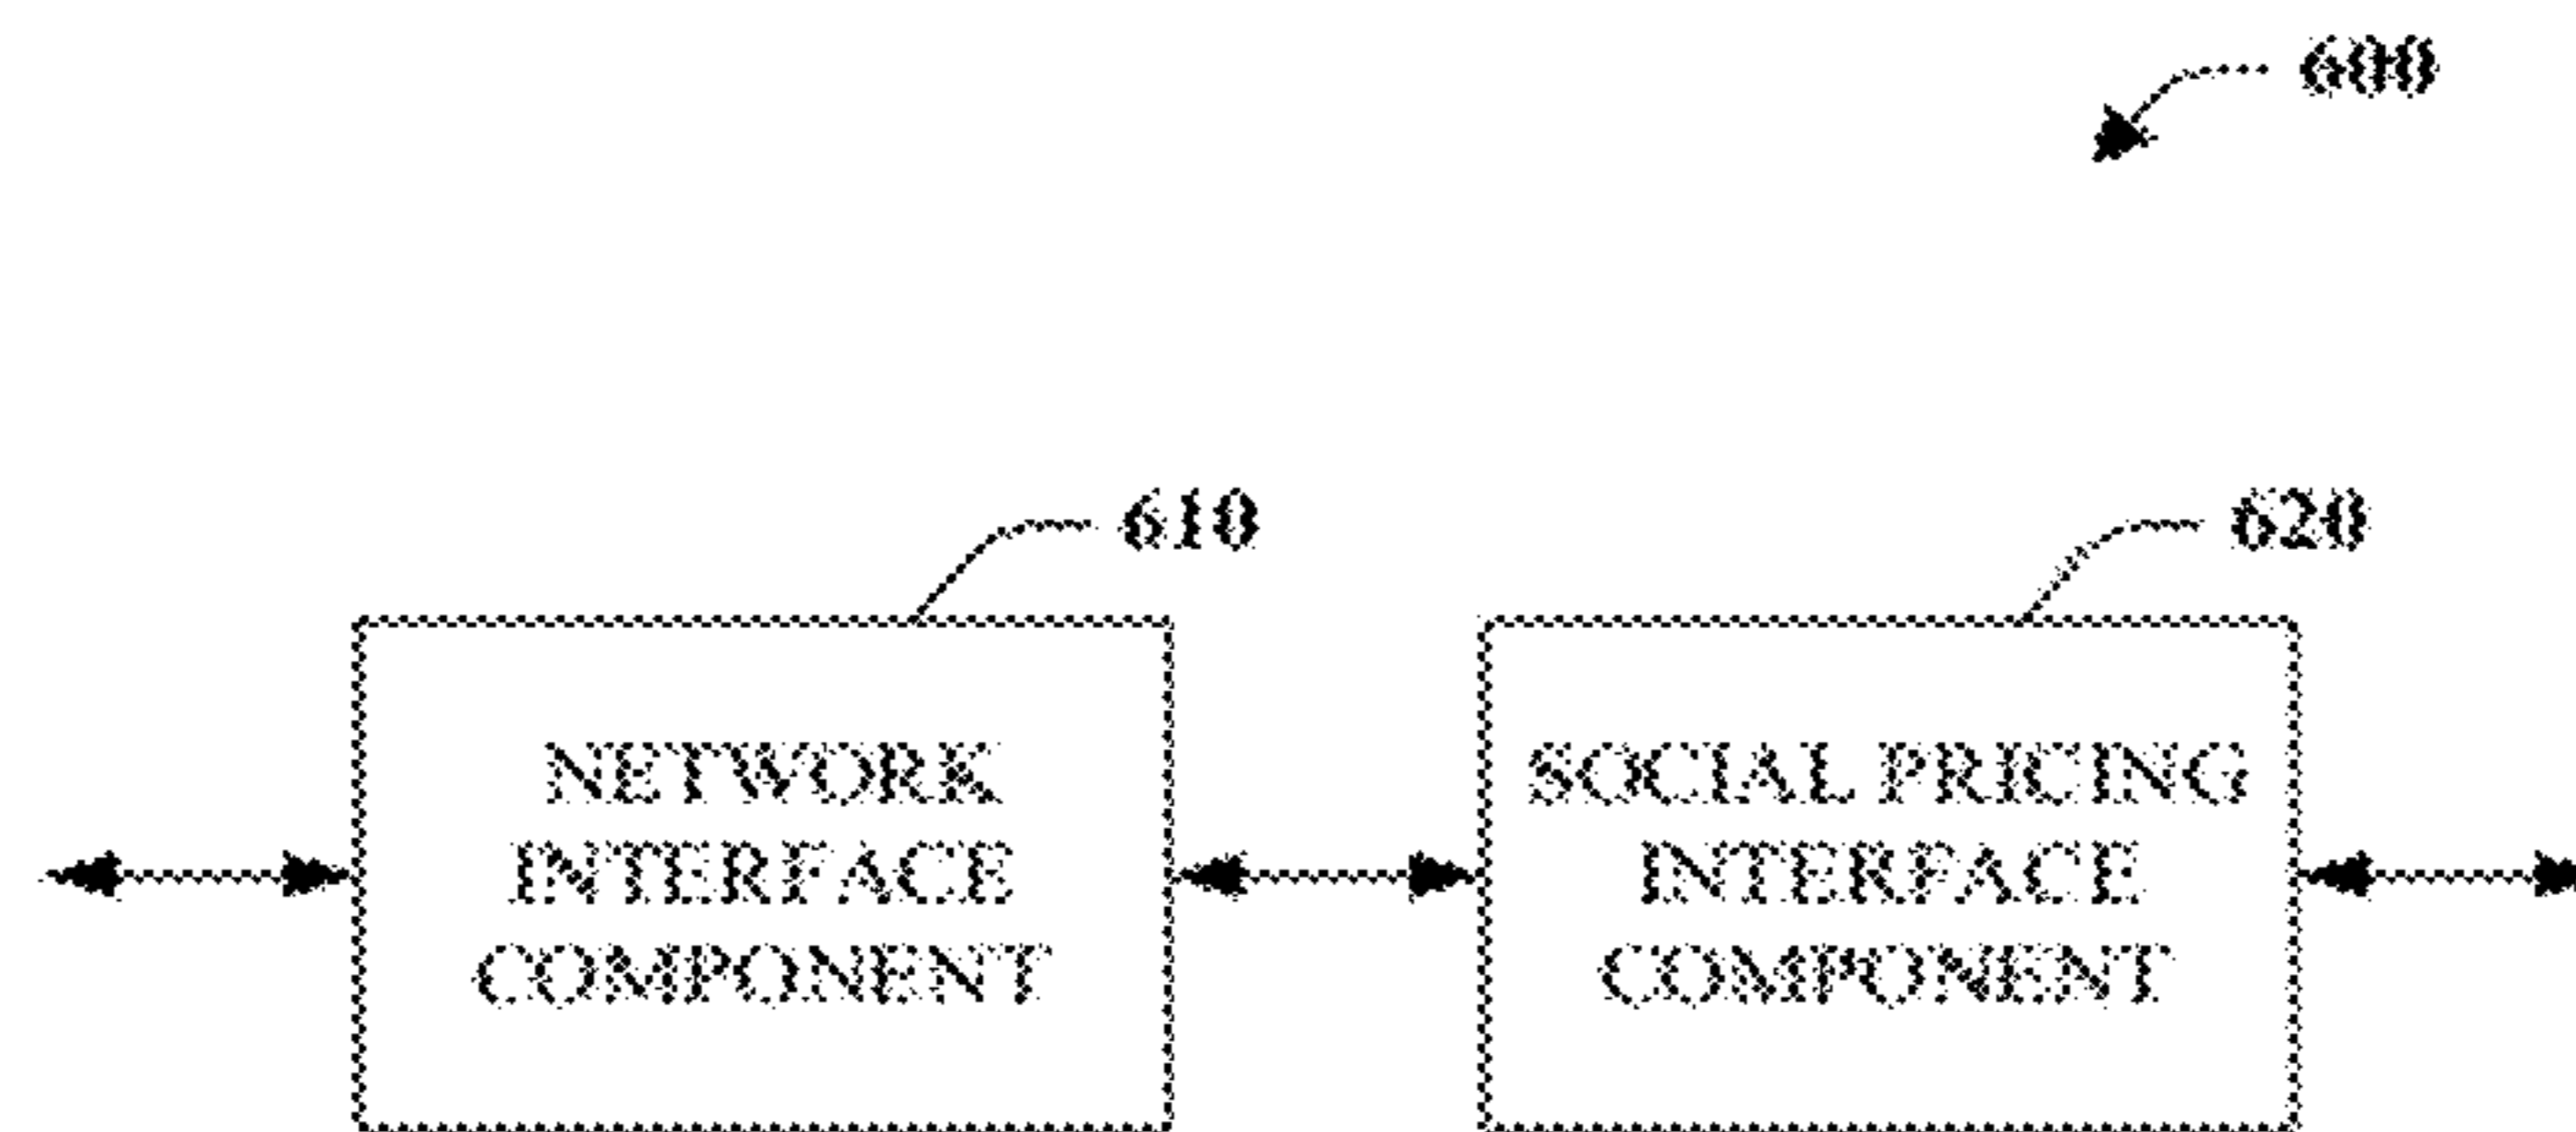 600
610
620
NETWORK
INTERFACE
COMPONENT
SOCIAL PRICING
INTERFACE
COMPONENT